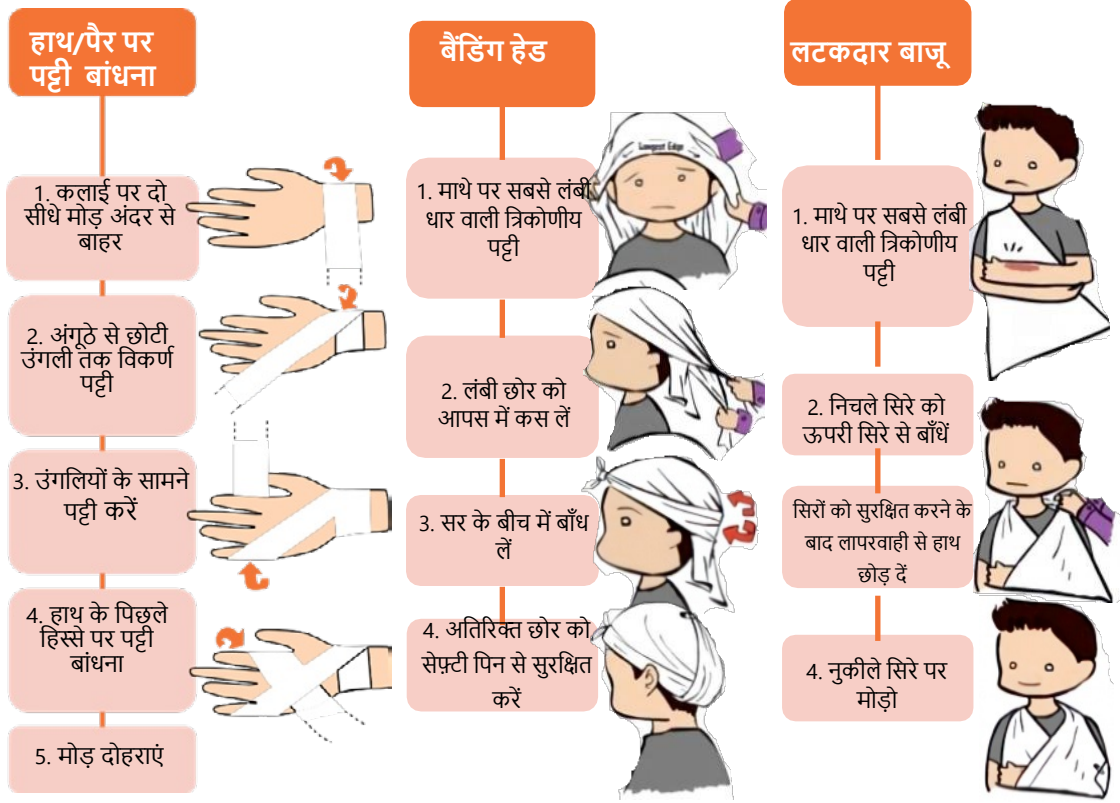 हाथ/पैर पर
पट्टी बांधना
1. कलाई पर दो
सीधे मोड़ अंदर से
बाहर
2. अंगूठे से छोटी
उंगली तक विकर्ण
पट्टी
3. उंगलियों के सामने
पट्टी करें
4. हाथ के पिछले
हिस्से पर पट्टी
बांधना
5. मोड़ दोहराएं
बैंडिंग हेड
1. माथे पर सबसे लंबी
धार वाली त्रिकोणीय
पट्टी
Longest Edge
2. लंबी छोर को
आपस में कस लें
3. सर के बीच में बाँध
लें
4. अतिरिक्त छोर को
सेफ़्टी पिन से सुरक्षित
करें
लटकदार बाजू
1. माथे पर सबसे लंबी
धार वाली त्रिकोणीय
पट्टी
2. निचले सिरे को
ऊपरी सिरे से बाँधें
सिरों को सुरक्षित करने के
बाद लापरवाही से हाथ
छोड़ दें
4. नुकीले सिरे पर
मोड़ो